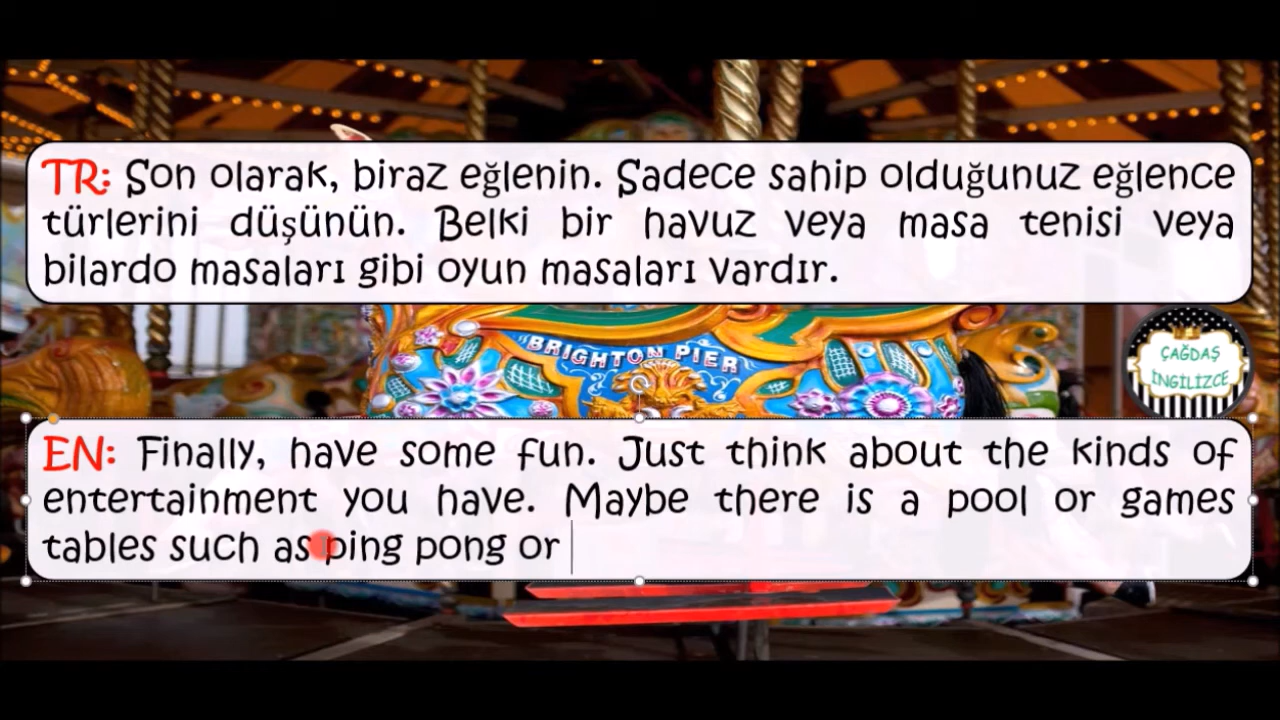 TR: Son olarak, biraz eğlenin. Sadece sahip olduğunuz eğlence
türlerini düşünün. Belki bir havuz veya masa tenisi veya
bilardo masaları gibi oyun masaları vardır.
BRIGHTON PIER
ÇAĞDAŞ
İNGİLİZCE
EN: Finally, have some fun. Just think about the kinds of
entertainment you have. Maybe there is a pool or games
tables such as ping pong or